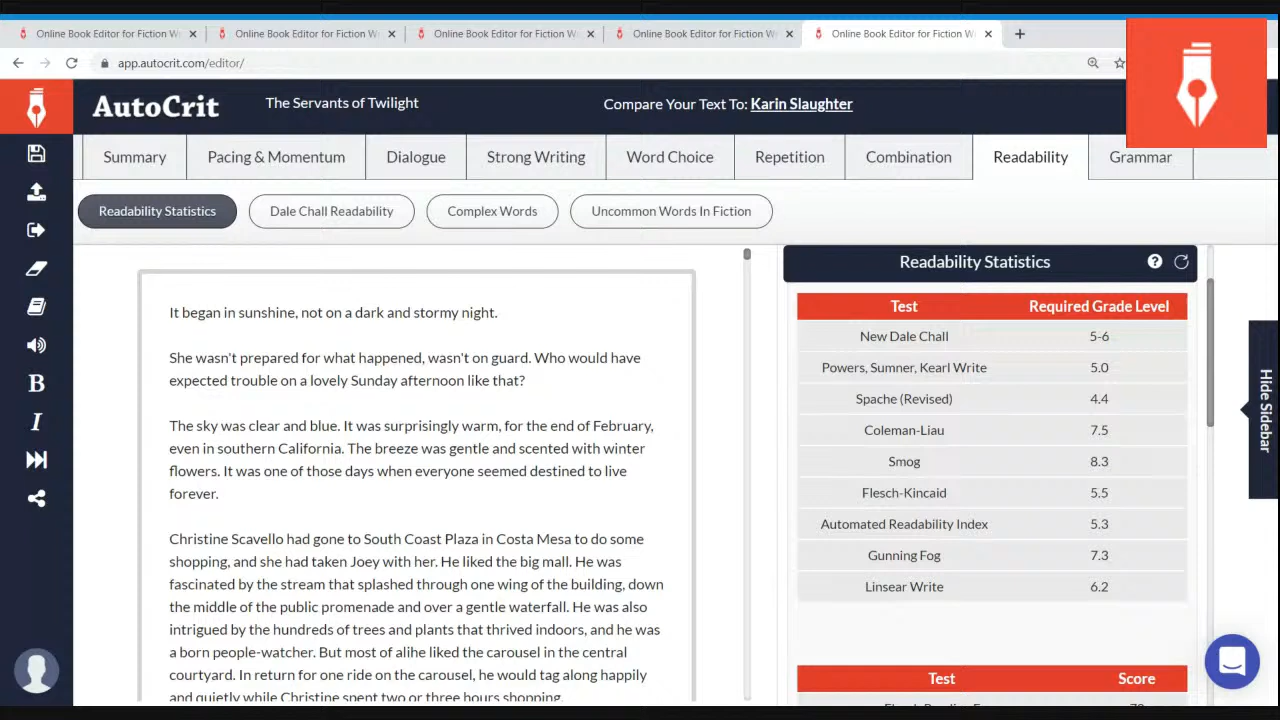 Online Book Editor for Fiction W
Online Book Editor for Fiction W
Online Book Editor for Fiction W
Online Book Editor for Fiction W
Online Book Editor for Fiction W
app.autocrit.com/editor/
AutoCrit
The Servants of Twilight
Compare Your Text To: Karin Slaughter
Summary
Pacing & Momentum
Dialogue
Strong Writing
Word Choice
Repetition
Combination
Readability
Grammar
Readability Statistics
Dale Chall Readability
Complex Words
Uncommon Words In Fiction
B
I
It began in sunshine, not on a dark and stormy night.
She wasn't prepared for what happened, wasn't on guard. Who would have
expected trouble on a lovely Sunday afternoon like that?
The sky was clear and blue. It was surprisingly warm, for the end of February,
even in southern California. The breeze was gentle and scented with winter
flowers. It was one of those days when everyone seemed destined to live
forever.
Christine Scavello had gone to South Coast Plaza in Costa Mesa to do some
shopping, and she had taken Joey with her. He liked the big mall. He was
fascinated by the stream that splashed through one wing of the building, down
the middle of the public promenade and over a gentle waterfall. He was also
intrigued by the hundreds of trees and plants that thrived indoors, and he was
a born people-watcher. But most of alihe liked the carousel in the central
courtyard. In return for one ride on the carousel, he would tag along happily
and quietly while Christine spent two or three hours shopping.
Readability Statistics
Test Required Grade Level
New Dale Chall 5-6
Powers, Sumner, Kearl Write 5.0
Spache (Revised) 4.4
Coleman-Liau 7.5
Smog 8.3
Flesch-Kincaid 5.5
Automated Readability Index 5.3
Gunning Fog 7.3
Linsear Write 6.2
Test Score
Hide Sidebar